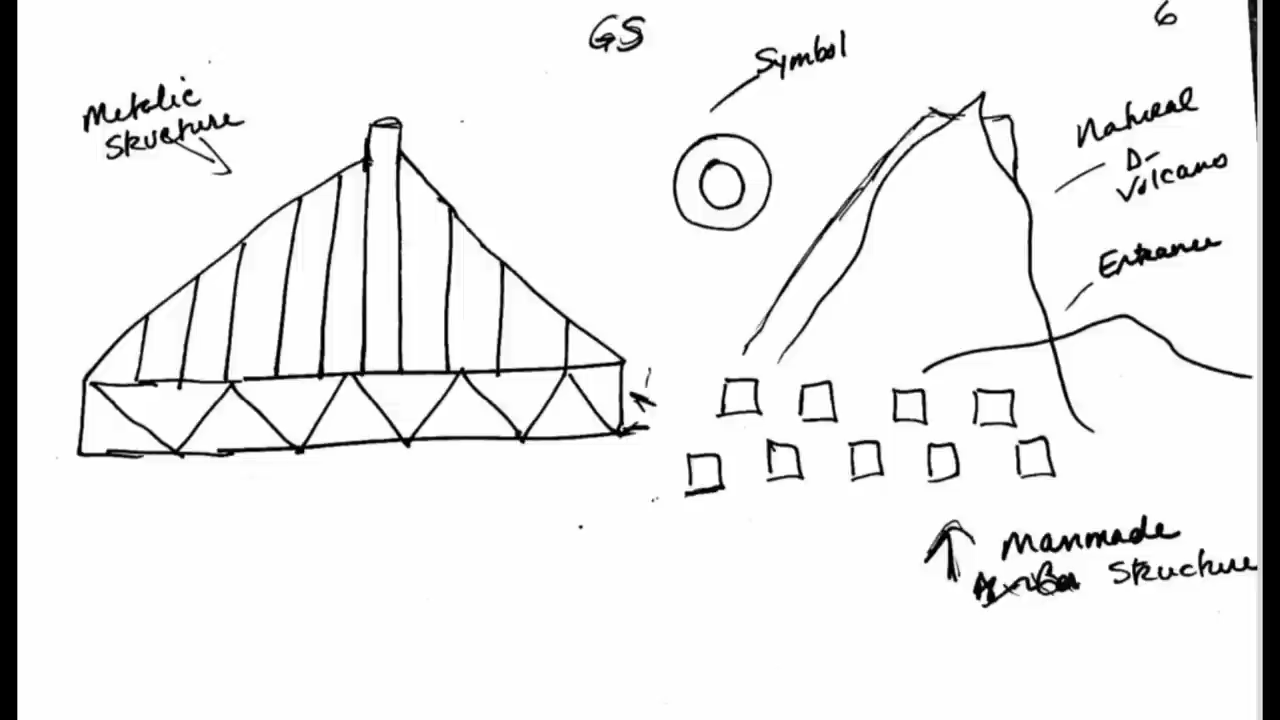 GS
6
Symbol
Metalic
Structure
Natural
D-
Volcano
Entrance
Manmade
Structure